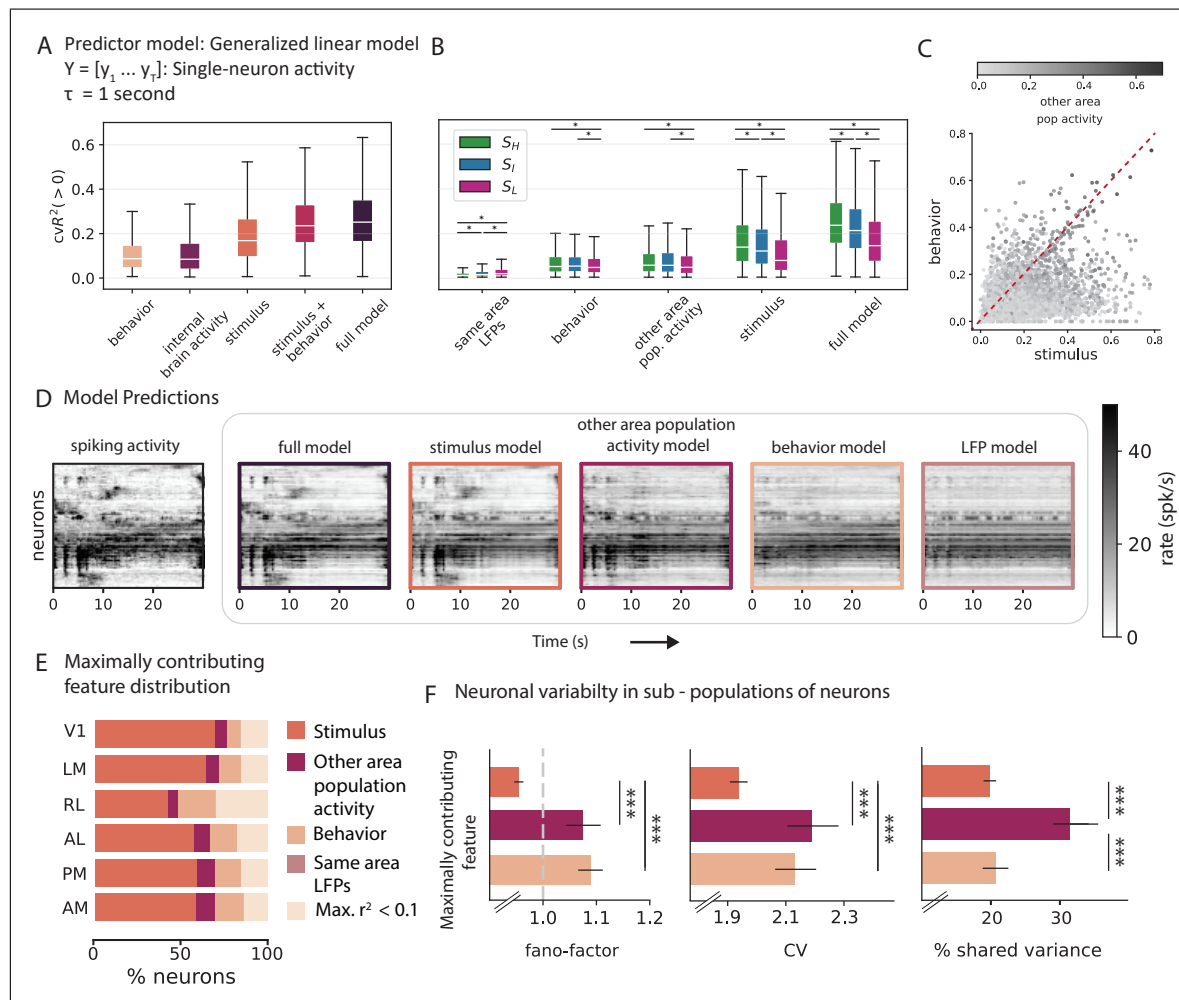 A Predictor model: Generalized linear model
Y = [y1 ... yT]: Single-neuron activity
τ = 1 second
cvR²( > 0)
0.6
0.4
0.2
0.0
behavior
internal
brain activity
stimulus
stimulus +
behavior
full model
B
SH
SI
SL
*
* *
*
*
*
*
*
* *
*
* *
same area
LFPs
behavior
other area
pop. activity
stimulus
full model
C
0.0 0.2 0.4 0.6
other area
pop activity
behavior
0.8
0.6
0.4
0.2
0.0
0.0 0.2 0.4 0.6 0.8
stimulus
D Model Predictions
spiking activity
full model
stimulus model
other area population
activity model
behavior model
LFP model
neurons
0 10 20
0 10 20
0 10 20
0 10 20
0 10 20
0 10 20
Time (s)
40
20
0
rate (spk/s)
E Maximally contributing
feature distribution
V1
LM
RL
AL
PM
AM
0 50 100
% neurons
Stimulus
Other area
population
activity
Behavior
Same area
LFPs
Max. r² < 0.1
F Neuronal variabilty in sub - populations of neurons
Maximally contributing
feature
***
***
1.0 1.1 1.2
fano-factor
***
***
1.9 2.1 2.3
CV
***
***
20 30
% shared variance